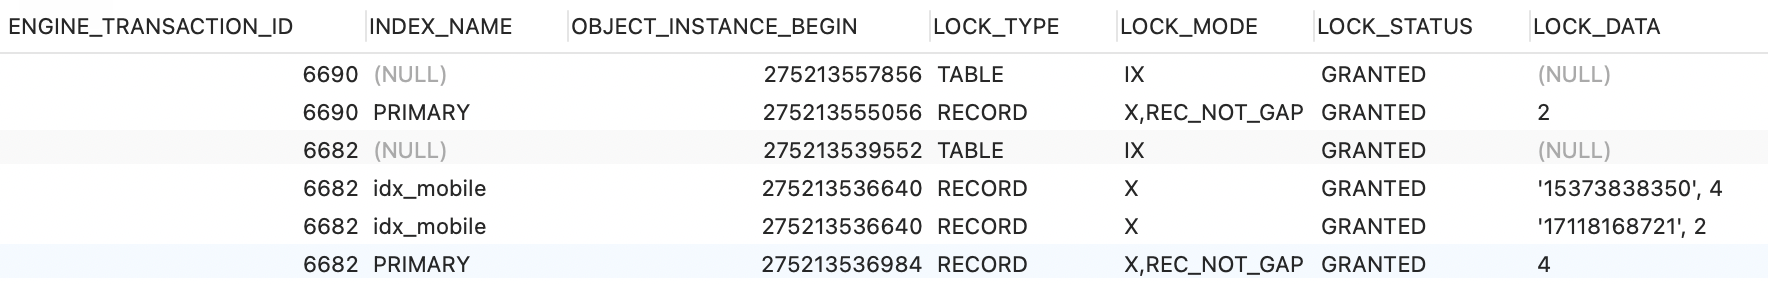 ENGINE_TRANSACTION_ID INDEX_NAME OBJECT_INSTANCE_BEGIN LOCK_TYPE LOCK_MODE LOCK_STATUS LOCK_DATA
6690 (NULL) 275213557856 TABLE IX GRANTED (NULL)
6690 PRIMARY 275213555056 RECORD X,REC_NOT_GAP GRANTED 2
6682 (NULL) 275213539552 TABLE IX GRANTED (NULL)
6682 idx_mobile 275213536640 RECORD X GRANTED '15373838350', 4
6682 idx_mobile 275213536640 RECORD X GRANTED '17118168721', 2
6682 PRIMARY 275213536984 RECORD X,REC_NOT_GAP GRANTED 4